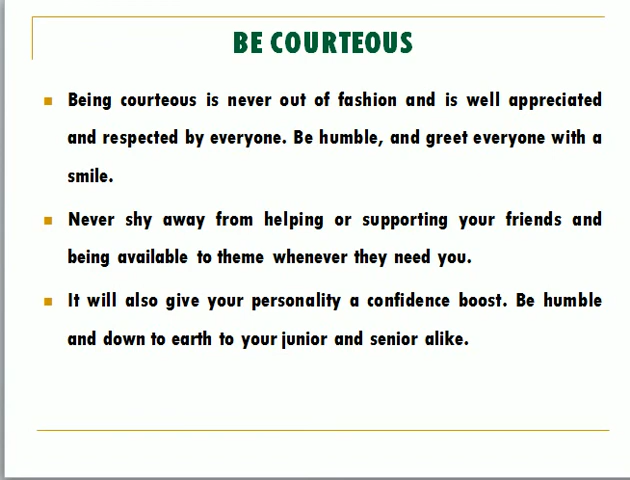 BE COURTEOUS
Being courteous is never out of fashion and is well appreciated
and respected by everyone. Be humble, and greet everyone with a
smile.
Never shy away from helping or supporting your friends and
being available to theme whenever they need you.
It will also give your personality a confidence boost. Be humble
and down to earth to your junior and senior alike.